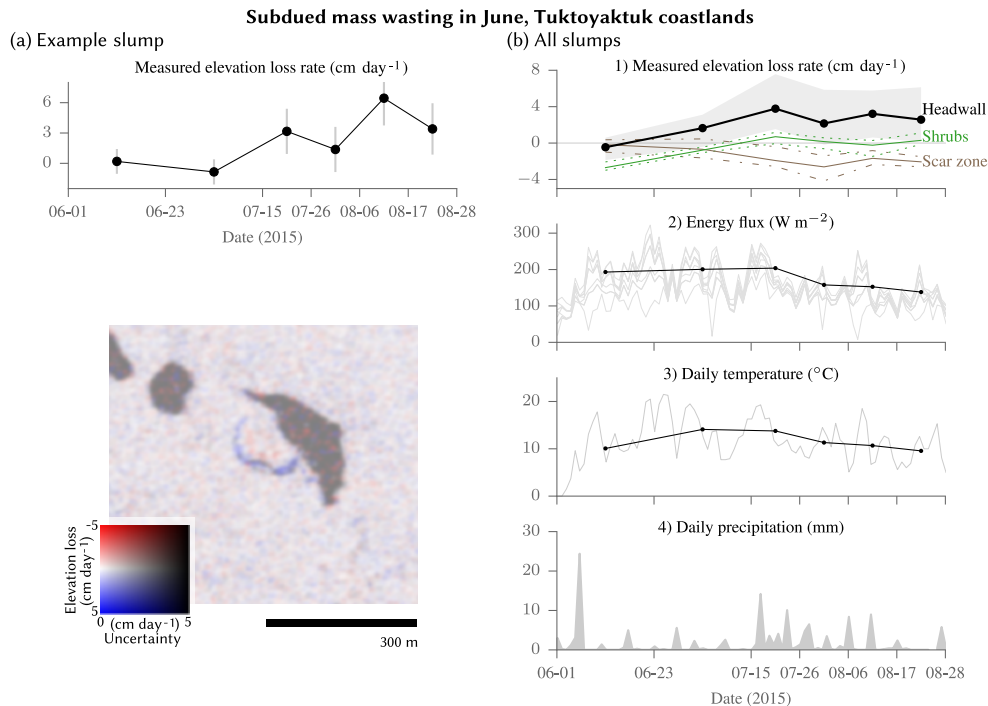 Subdued mass wasting in June, Tuktoyaktuk coastlands
(a) Example slump
Measured elevation loss rate (cm day-1)
6
3
0
06-01 06-23 07-15 07-26 08-06 08-17 08-28
Date (2015)
-5
5
Elevation loss
(cm day-1)
0 (cm day-1) 5
Uncertainty
300 m
(b) All slumps
1) Measured elevation loss rate (cm day-1)
8
4
0
−4
Headwall
Shrubs
Scar zone
2) Energy flux (W m−2)
300
200
100
0
3) Daily temperature (°C)
20
10
0
4) Daily precipitation (mm)
30
20
10
0
06-01 06-23 07-15 07-26 08-06 08-17 08-28
Date (2015)